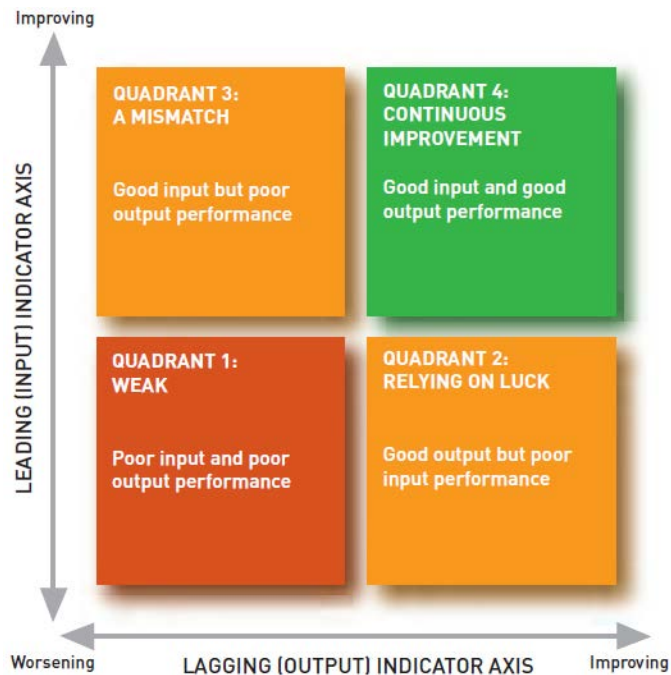 Improving
LEADING (INPUT) INDICATOR AXIS
QUADRANT 3:
A MISMATCH
Good input but poor
output performance
QUADRANT 4:
CONTINUOUS
IMPROVEMENT
Good input and good
output performance
QUADRANT 1:
WEAK
Poor input and poor
output performance
QUADRANT 2:
RELYING ON LUCK
Good output but poor
input performance
Worsening
LAGGING (OUTPUT) INDICATOR AXIS
Improving